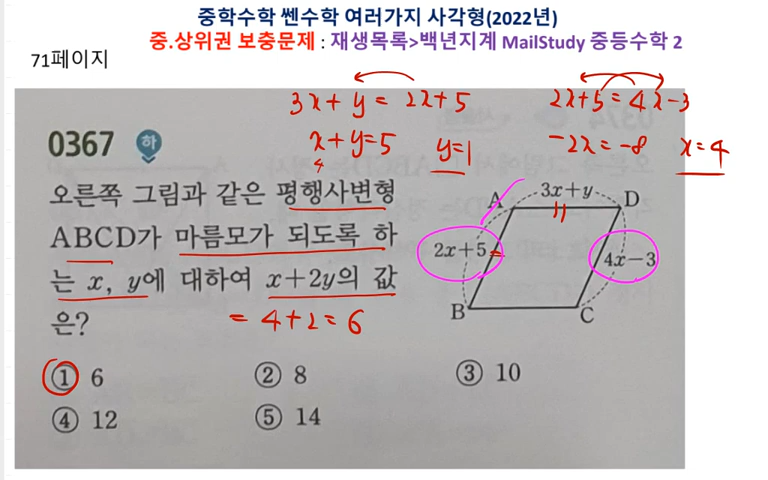 중학수학 쎈수학 여러가지 사각형(2022년)
중.상위권 보충문제 : 재생목록>백년지계 MailStudy 중등수학 2
71페이지
3x+y = 2x+5
2x+5=4x-3
x+y=5
4
y=1
-2x=-8
x=4
0367 하
오른쪽 그림과 같은 평행사변형
ABCD가 마름모가 되도록 하
는 x, y에 대하여 x+2y의 값
은?
= 4+2=6
A
3x+y
D
2x+5
4x-3
B
C
① 6
② 8
③ 10
④ 12
⑤ 14